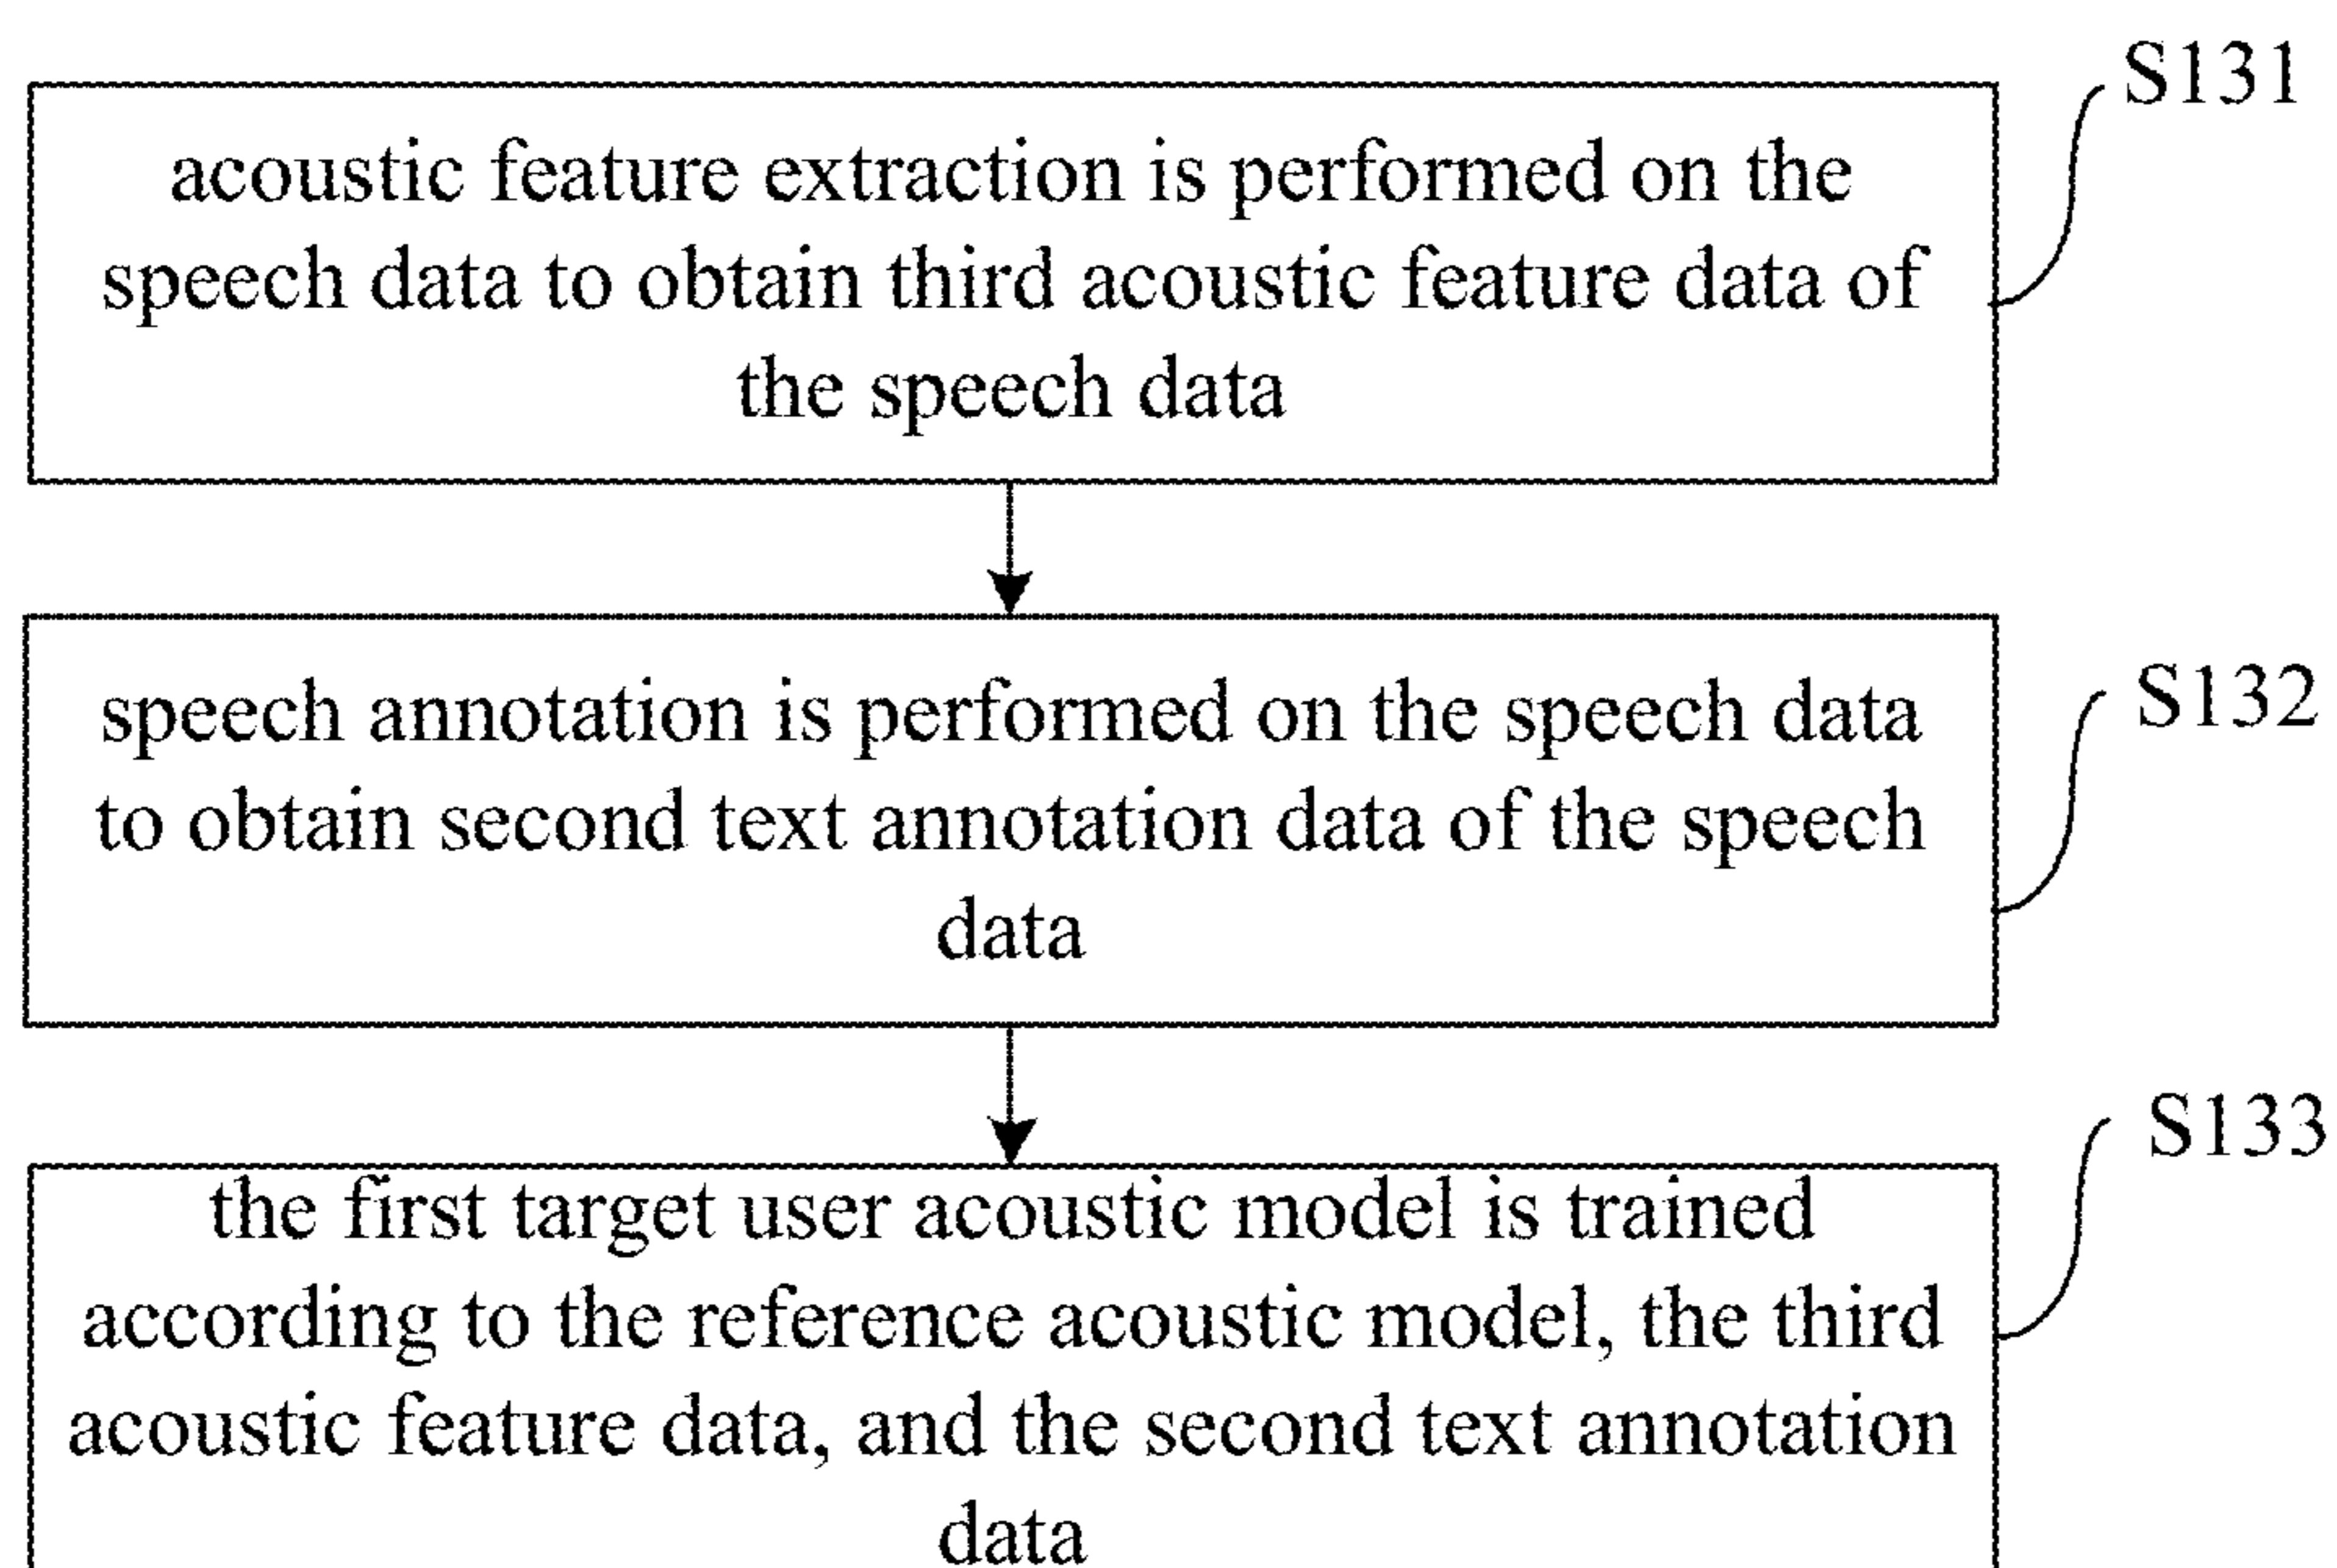 S131
acoustic feature extraction is performed on the
speech data to obtain third acoustic feature data of
the speech data
S132
speech annotation is performed on the speech data
to obtain second text annotation data of the speech
data
S133
the first target user acoustic model is trained
according to the reference acoustic model, the third
acoustic feature data, and the second text annotation
data